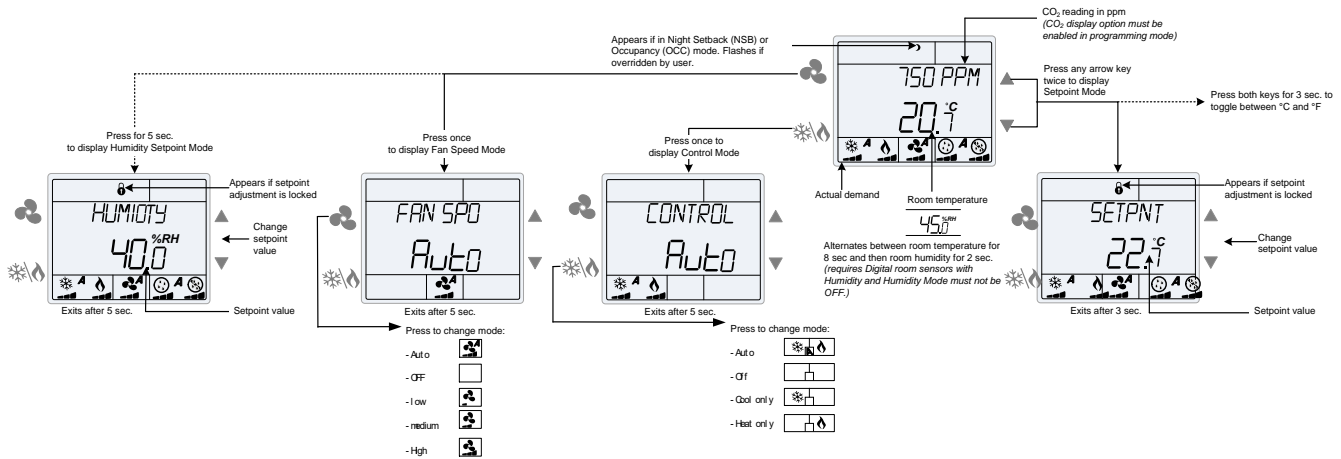 CO₂ reading in ppm
(CO₂ display option must be
enabled in programming mode)
Appears if in Night Setback (NSB) or
Occupancy (OCC) mode. Flashes if
overridden by user.
750 PPM
20.7 °C
A
A
A
Press any arrow key
twice to display
Setpoint Mode
Press both keys for 3 sec. to
toggle between °C and °F
Press for 5 sec.
to display Humidity Setpoint Mode
Press once
to display Fan Speed Mode
Press once to
display Control Mode
Actual demand
Room temperature
45.0 %RH
Alternates between room temperature for
8 sec and then room humidity for 2 sec.
(requires Digital room sensors with
Humidity and Humidity Mode must not be
OFF.)
Appears if setpoint
adjustment is locked
HUMIDTY
40.0 %RH
A
A
A
Change
setpoint
value
Exits after 5 sec.
Setpoint value
FAN SPD
Auto
A
Exits after 5 sec.
Press to change mode:
- Auto
A
- OFF
- low
- medium
- High
CONTROL
Auto
Exits after 5 sec.
Press to change mode:
- Auto
A
- Off
- Cool only
- Heat only
Appears if setpoint
adjustment is locked
SETPNT
22.1 °C
A
A
A
Change
setpoint value
Exits after 3 sec.
Setpoint value